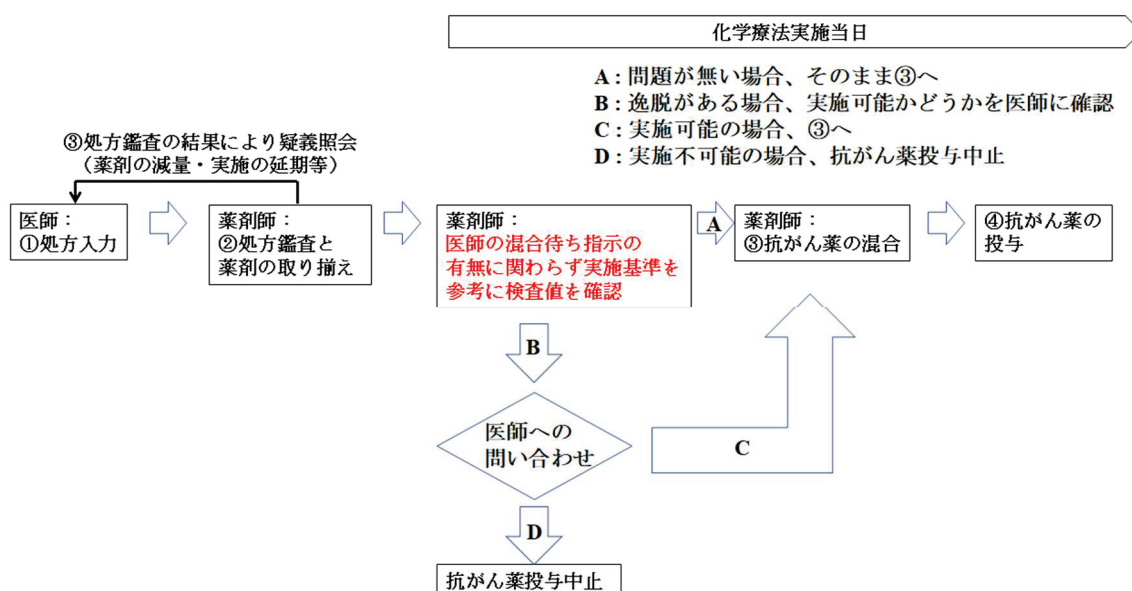 化学療法実施当日
A：問題が無い場合、そのまま③へ
B：逸脱がある場合、実施可能かどうかを医師に確認
C：実施可能の場合、③へ
D：実施不可能の場合、抗がん薬投与中止
③処方鑑査の結果により疑義照会
（薬剤の減量・実施の延期等）
医師：
①処方入力
薬剤師：
②処方鑑査と
薬剤の取り揃え
薬剤師：
医師の混合待ち指示の
有無に関わらず実施基準を
参考に検査値を確認
A
薬剤師：
③抗がん薬の混合
④抗がん薬の
投与
B
医師への
問い合わせ
C
D
抗がん薬投与中止